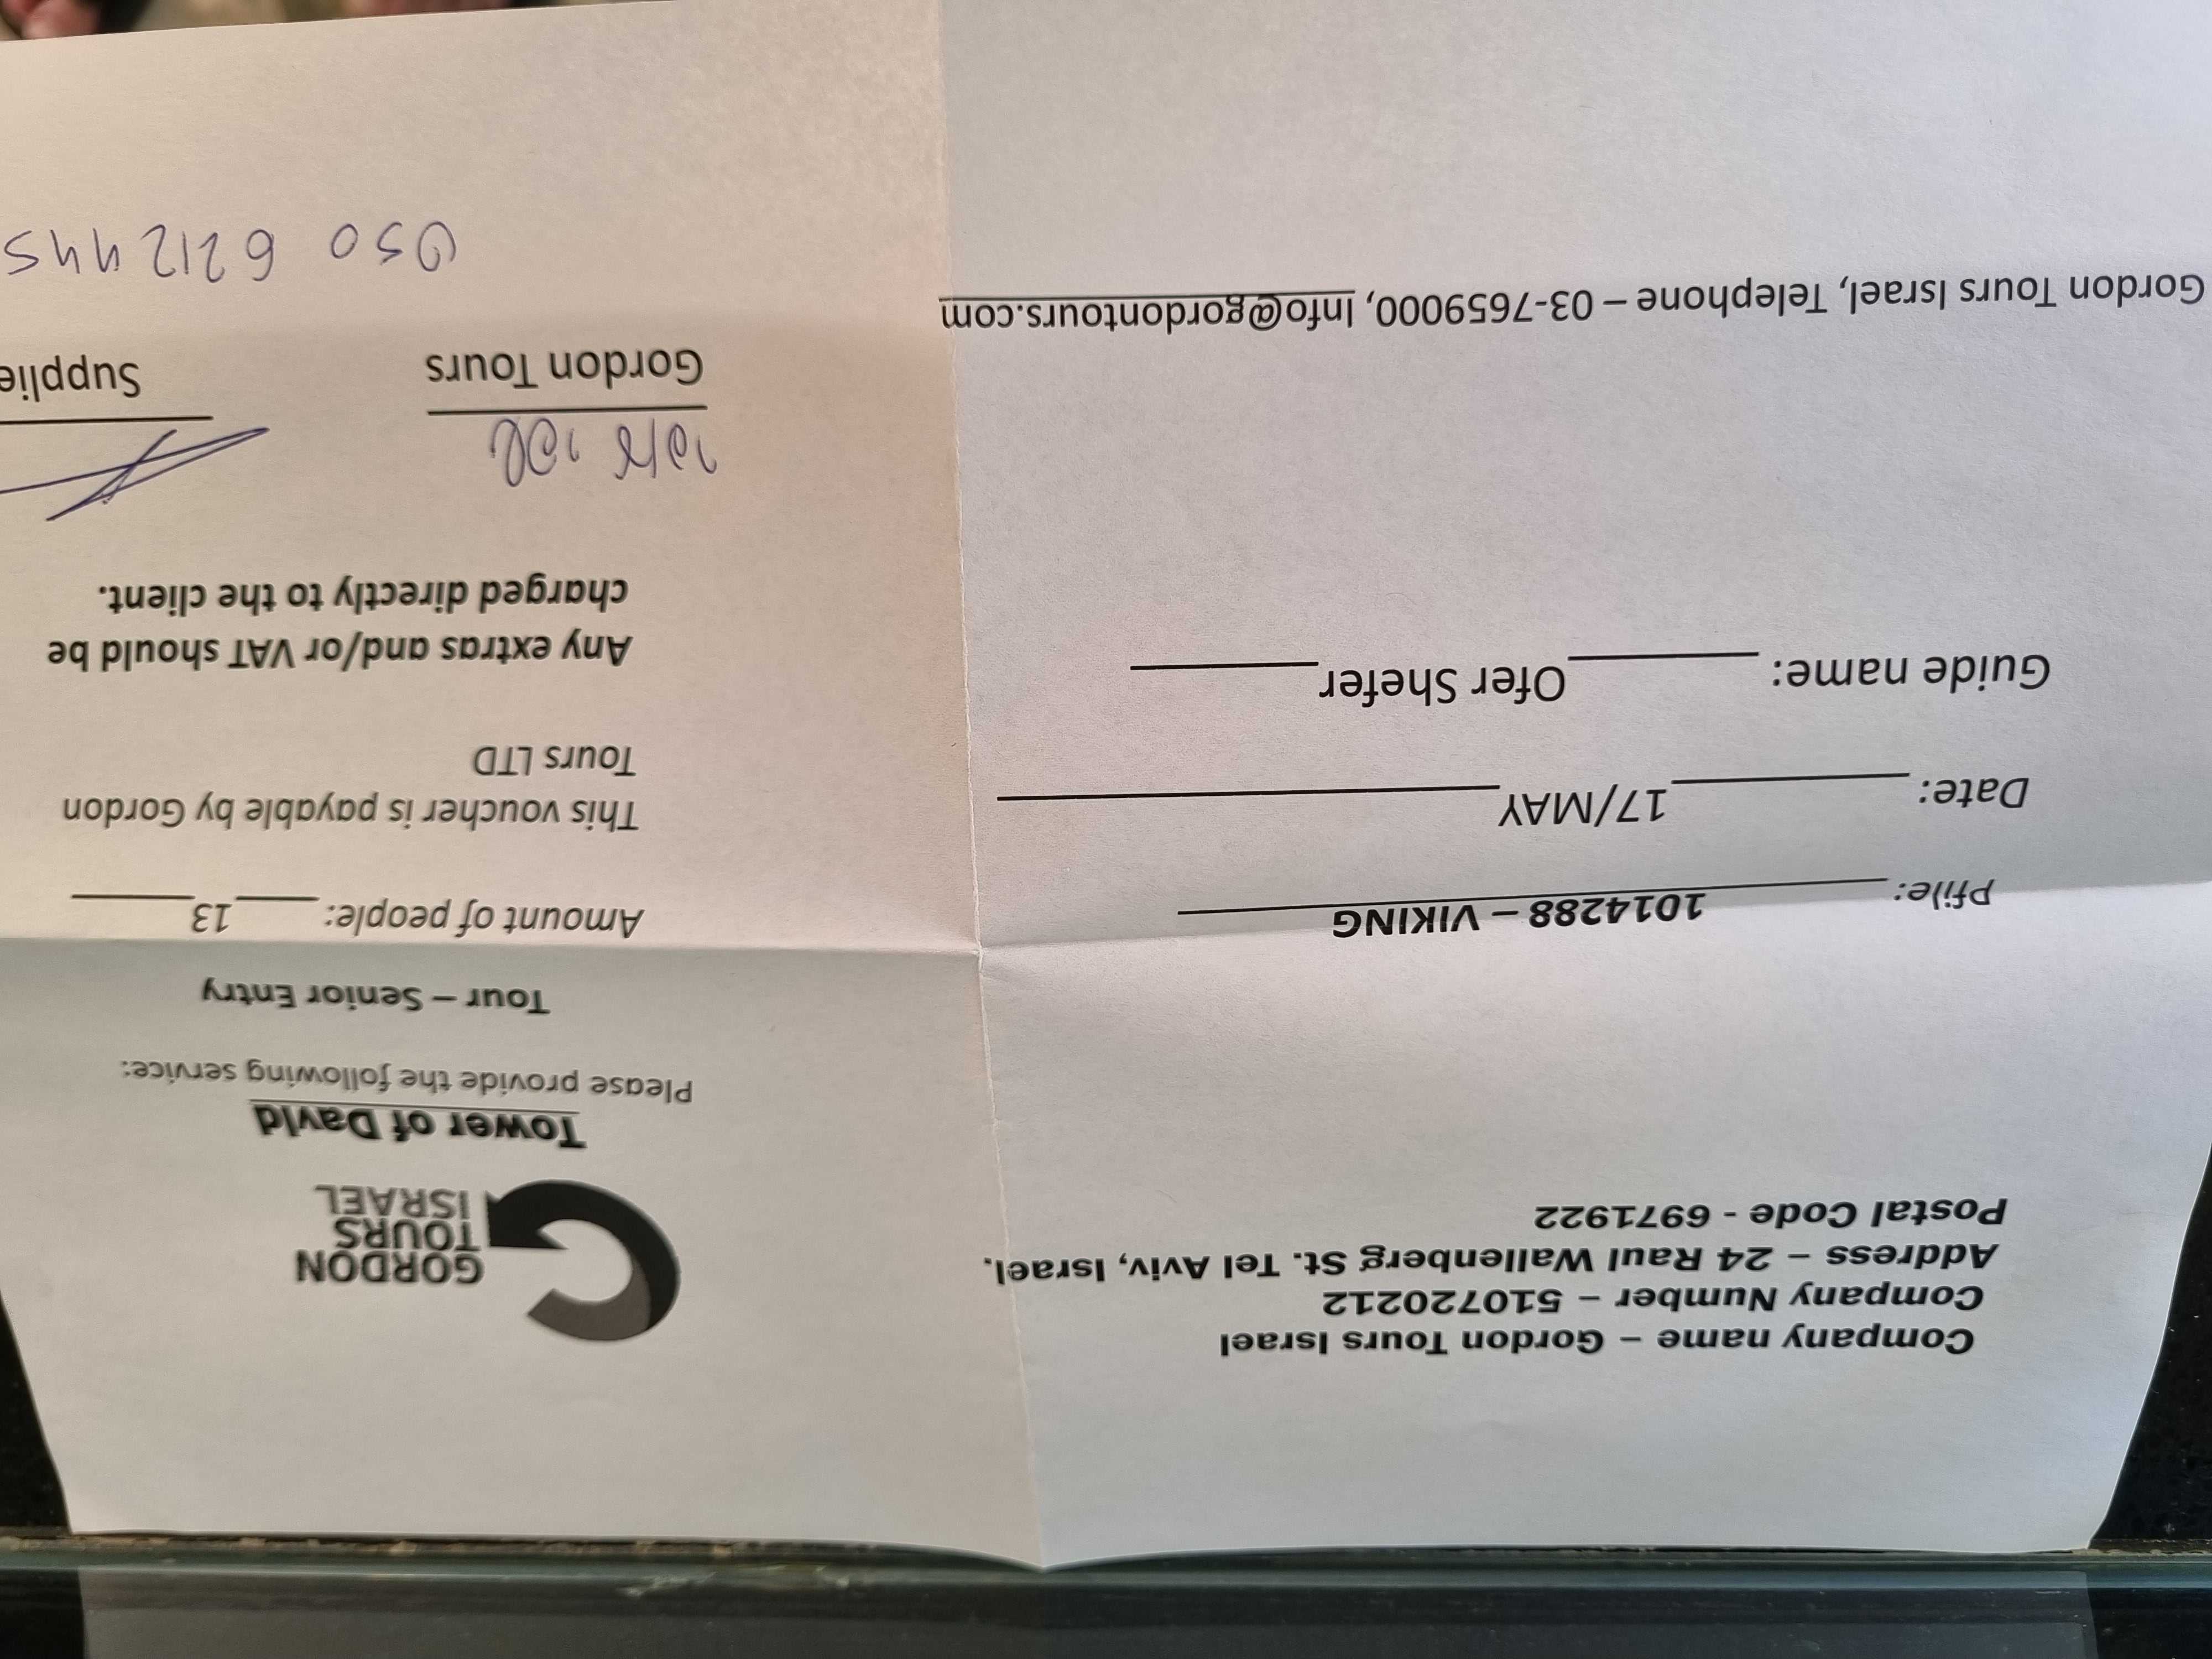 Company name – Gordon Tours Israel
Company Number – 510720212
Address – 24 Raul Wallenberg St. Tel Aviv, Israel.
Postal Code - 6971922
Pfile: 1014288 – VIKING
Date: 17/MAY
Guide name: Ofer Shefer
Gordon Tours Israel, Telephone – 03-7659000, Info@gordontours.com
GORDON
TOURS
ISRAEL
Tower of David
Please provide the following service:
Tour – Senior Entry
Amount of people: 13
This voucher is payable by Gordon
Tours LTD
Any extras and/or VAT should be
charged directly to the client.
Gordon Tours
Supplie
050 6212445